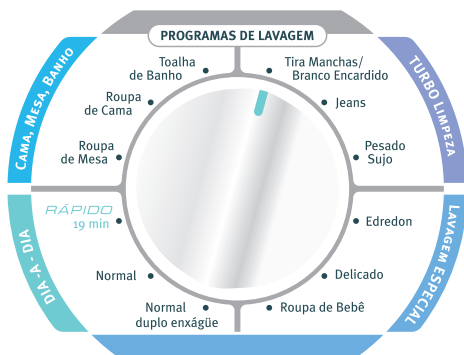 PROGRAMAS DE LAVAGEM
Toalha
de Banho
Tira Manchas/
Branco Encardido
Roupa
de Cama
Jeans
Roupa
de Mesa
Pesado
Sujo
RÁPIDO
19 min
Edredon
Normal
Delicado
Normal
duplo enxágüe
Roupa de Bebê
CAMA, MESA, BANHO
TURBO LIMPEZA
DIA-A-DIA
LAVAGEM ESPECIAL